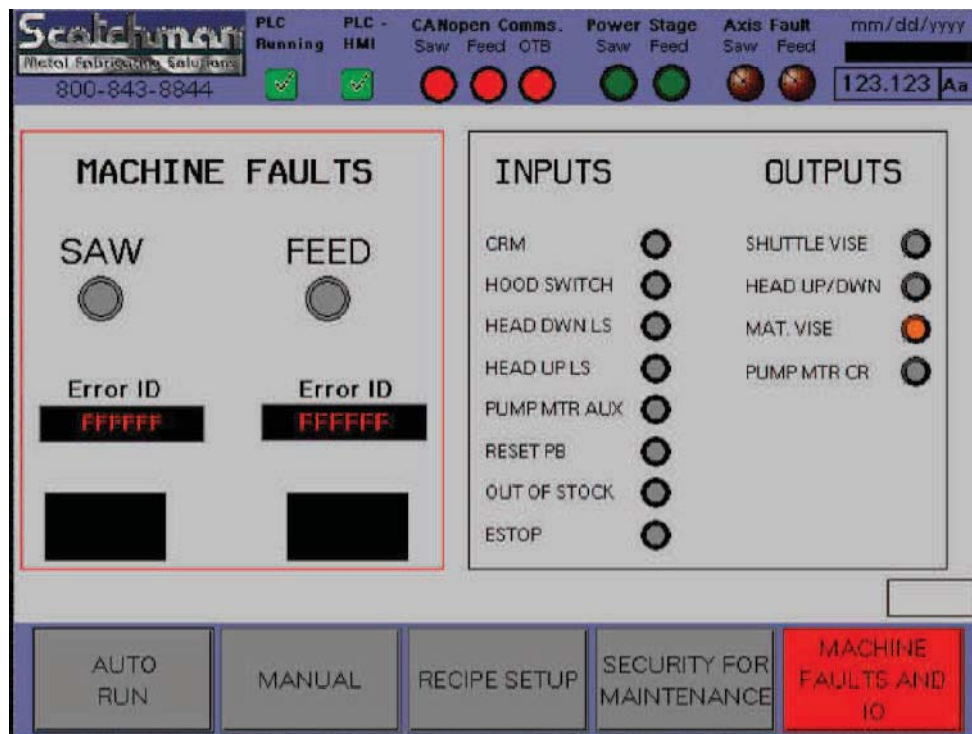 Scotchman
Metal Fabricating Solutions
800-843-8844
PLC Running
PLC - HMI
CANopen Comms.
Saw Feed OTB
Power Stage
Saw Feed
Axis Fault
Saw Feed
mm/dd/yyyy
123.123 Aa
MACHINE FAULTS
SAW
FEED
Error ID
Error ID
FFFFFF
FFFFFF
INPUTS
CRM
HOOD SWITCH
HEAD DWN LS
HEAD UP LS
PUMP MTR AUX
RESET PB
OUT OF STOCK
ESTOP
OUTPUTS
SHUTTLE VISE
HEAD UP/DWN
MAT. VISE
PUMP MTR CR
AUTO
RUN
MANUAL
RECIPE SETUP
SECURITY FOR
MAINTENANCE
MACHINE
FAULTS AND
IO